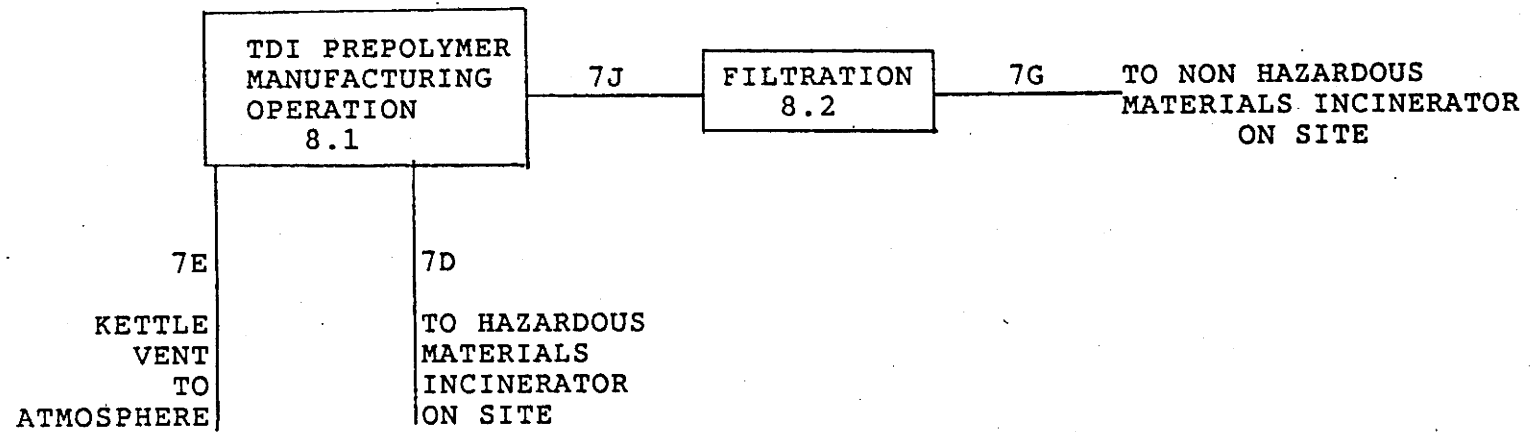 TDI PREPOLYMER
MANUFACTURING
OPERATION
8.1
7J
FILTRATION
8.2
7G
TO NON HAZARDOUS
MATERIALS INCINERATOR
ON SITE
7E
KETTLE
VENT
TO
ATMOSPHERE
7D
TO HAZARDOUS
MATERIALS
INCINERATOR
ON SITE